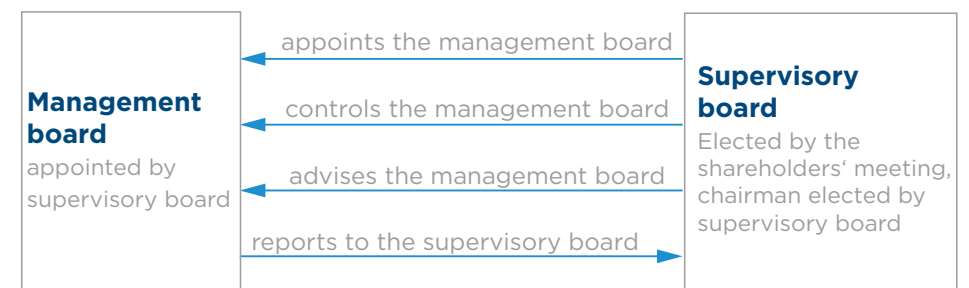 Management
board
appointed by
supervisory board
appoints the management board
controls the management board
advises the management board
reports to the supervisory board
Supervisory
board
Elected by the
shareholders‘ meeting,
chairman elected by
supervisory board